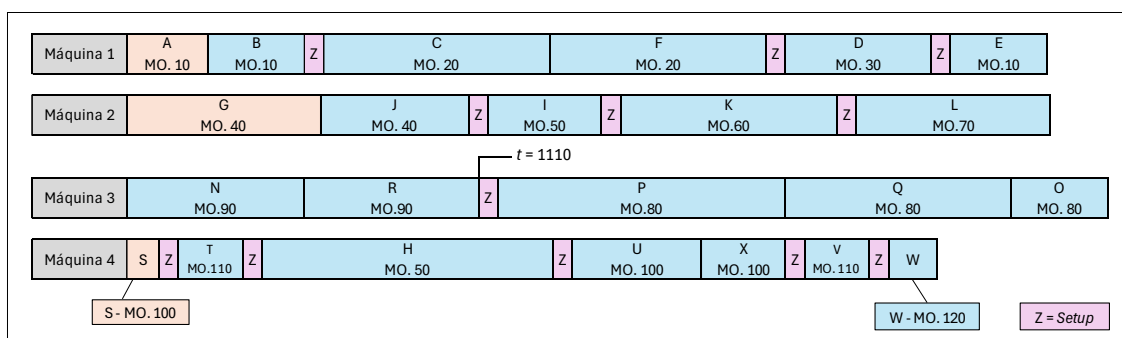 Máquina 1
A
MO. 10
B
MO.10
Z
C
MO. 20
F
MO. 20
Z
D
MO. 30
Z
E
MO.10
Máquina 2
G
MO. 40
J
MO. 40
Z
I
MO.50
Z
K
MO.60
Z
L
MO.70
t = 1110
Máquina 3
N
MO.90
R
MO.90
Z
P
MO.80
Q
MO. 80
O
MO. 80
Máquina 4
S
Z
T
MO.110
Z
H
MO. 50
Z
U
MO. 100
X
MO. 100
Z
V
MO.110
Z
W
S - MO. 100
W - MO. 120
Z = Setup